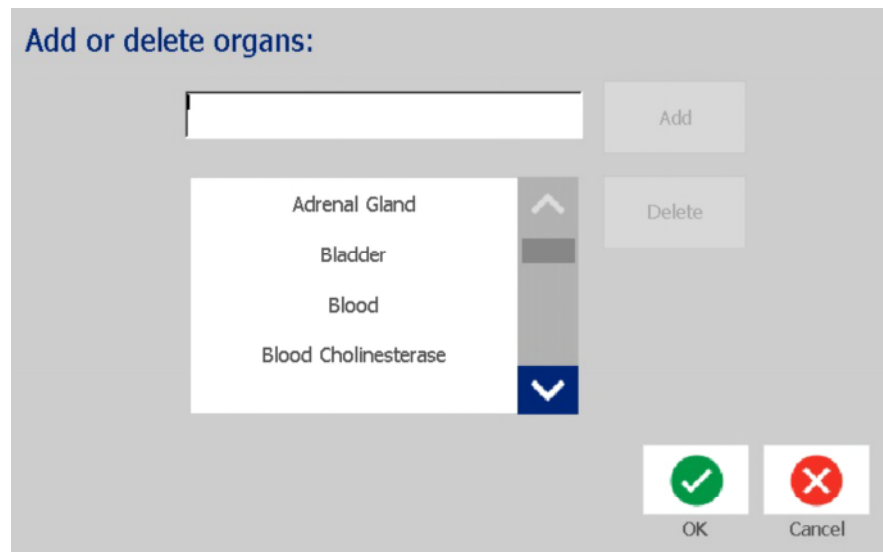 Add or delete organs:
Add
Adrenal Gland
Delete
Bladder
Blood
Blood Cholinesterase
OK
Cancel